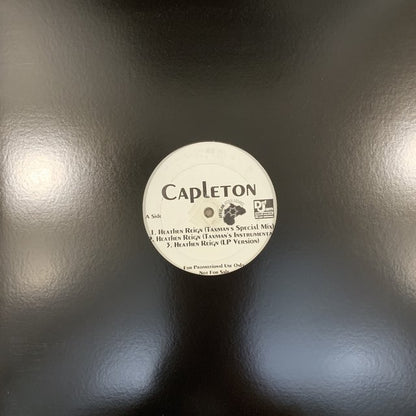 Capleton
A Side
1. Heathen Reign (Taxman's Special Mix)
2. Heathen Reign (Taxman's Instrumental
3. Heathen Reign (LP Version)
Def
For Promotional Use Only
Not For Sale